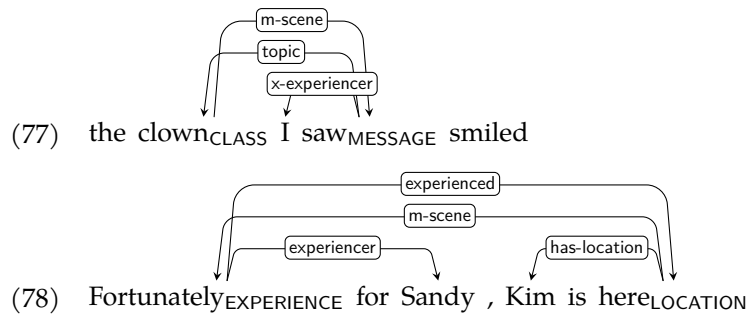 m-scene
topic
x-experiencer
(77) the clownCLASS I sawMESSAGE smiled
experienced
m-scene
experiencer has-location
(78) FortunatelyEXPERIENCE for Sandy , Kim is hereLOCATION